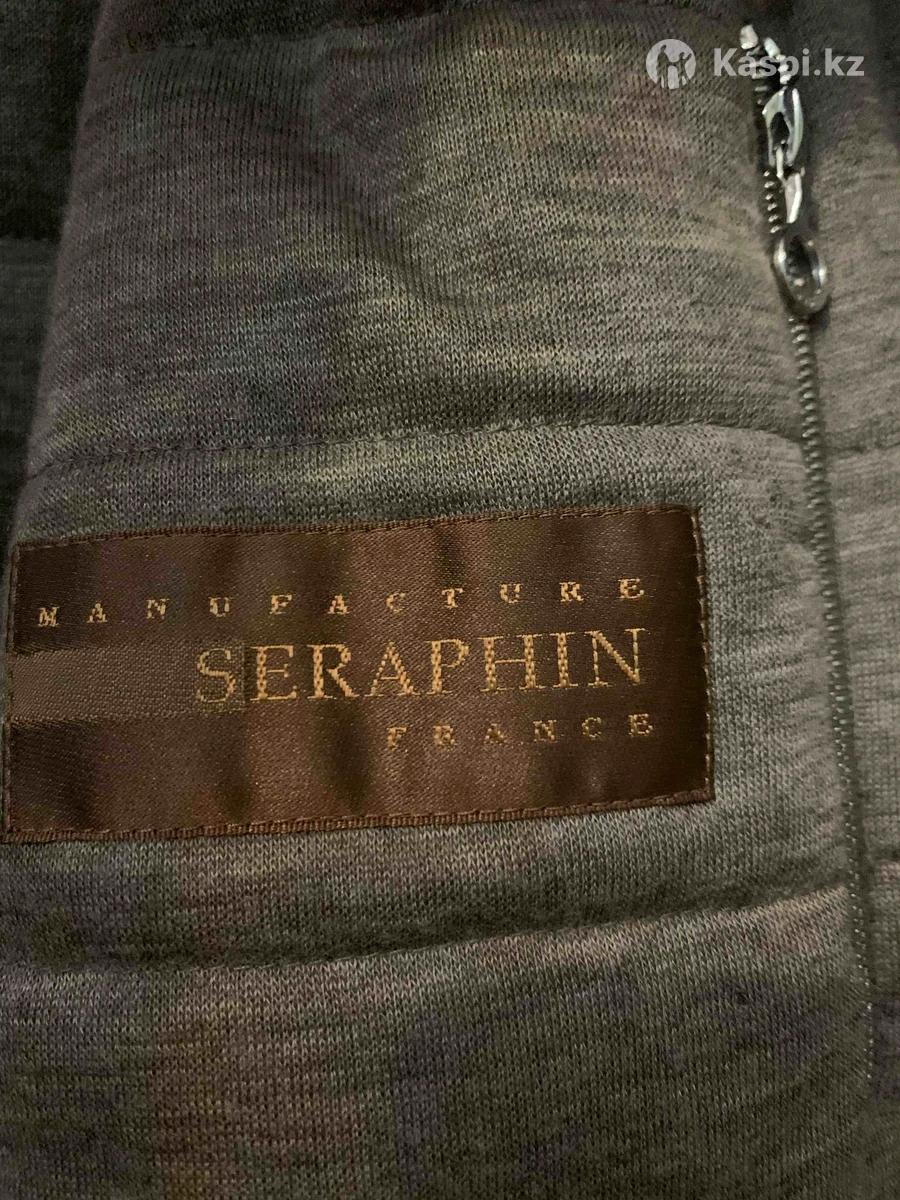 Kaspi.kz
MANUFACTURE
SERAPHIN
FRANCE